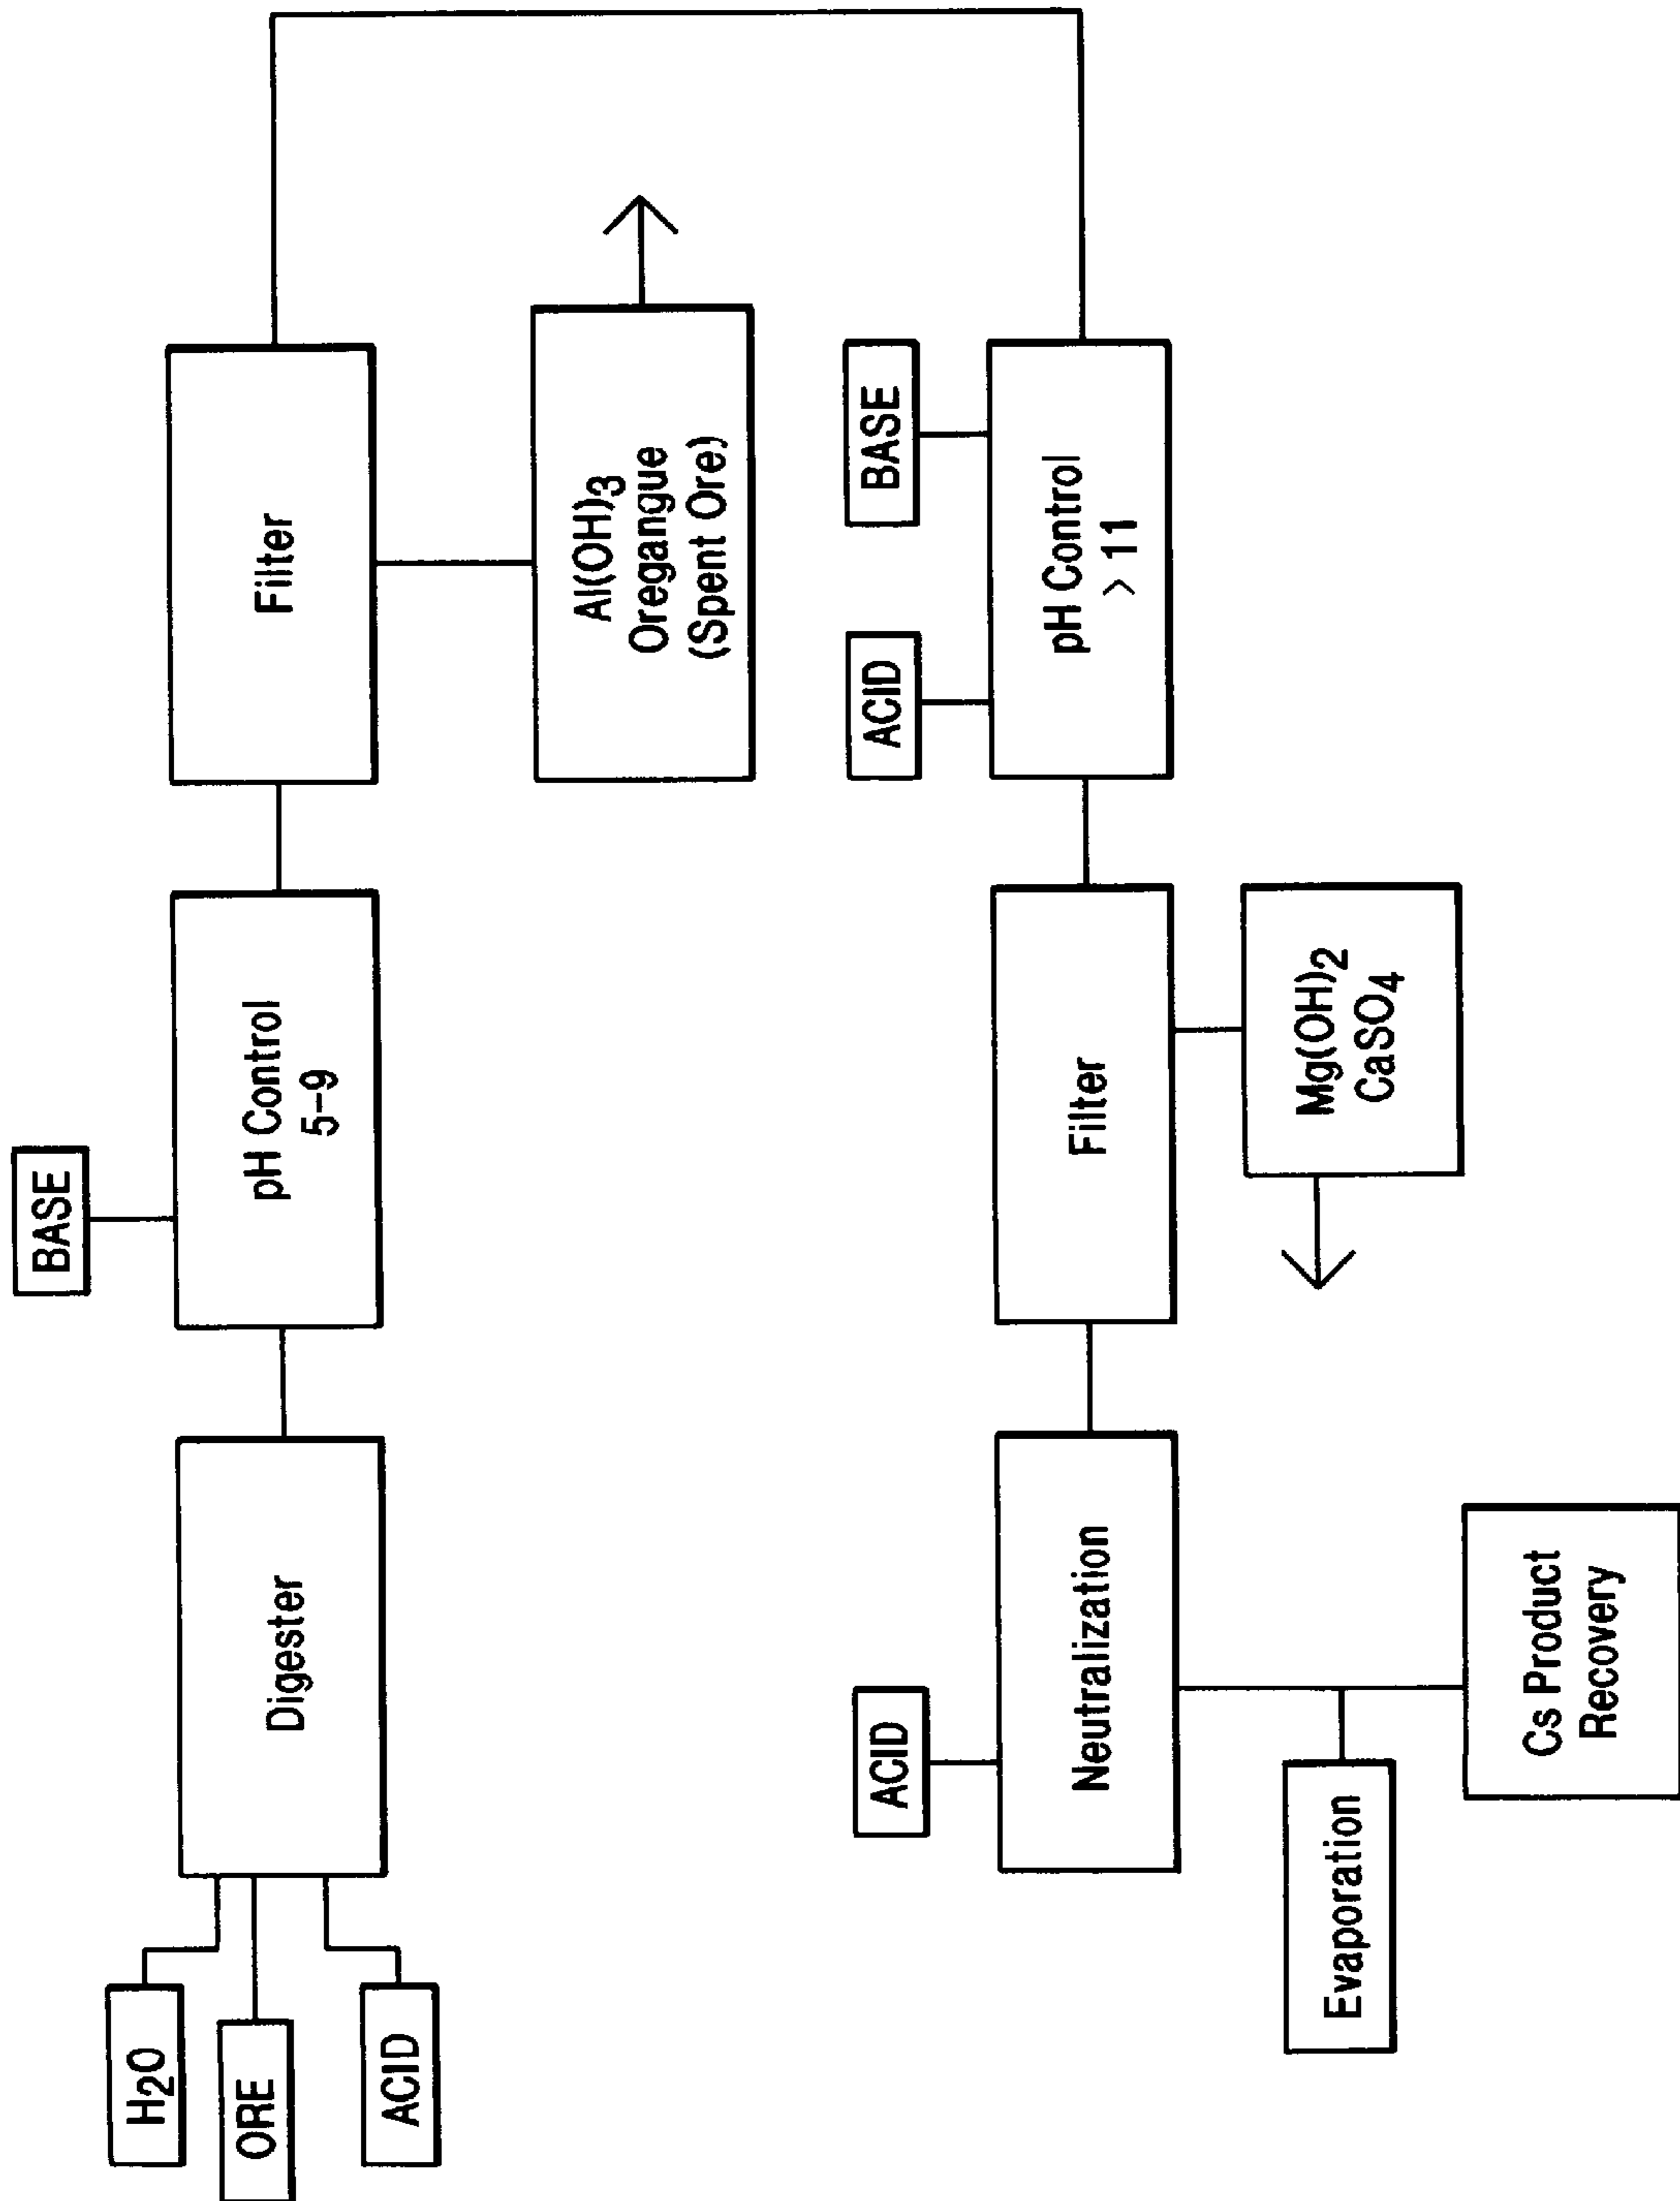 H2O
ORE
ACID
Digester
BASE
pH Control
5-9
Filter
Al(OH)3
Oregangue
(Spent Ore)
BASE
ACID
pH Control
> 11
Filter
Mg(OH)2
CaSO4
ACID
Neutralization
Evaporation
Cs Product
Recovery